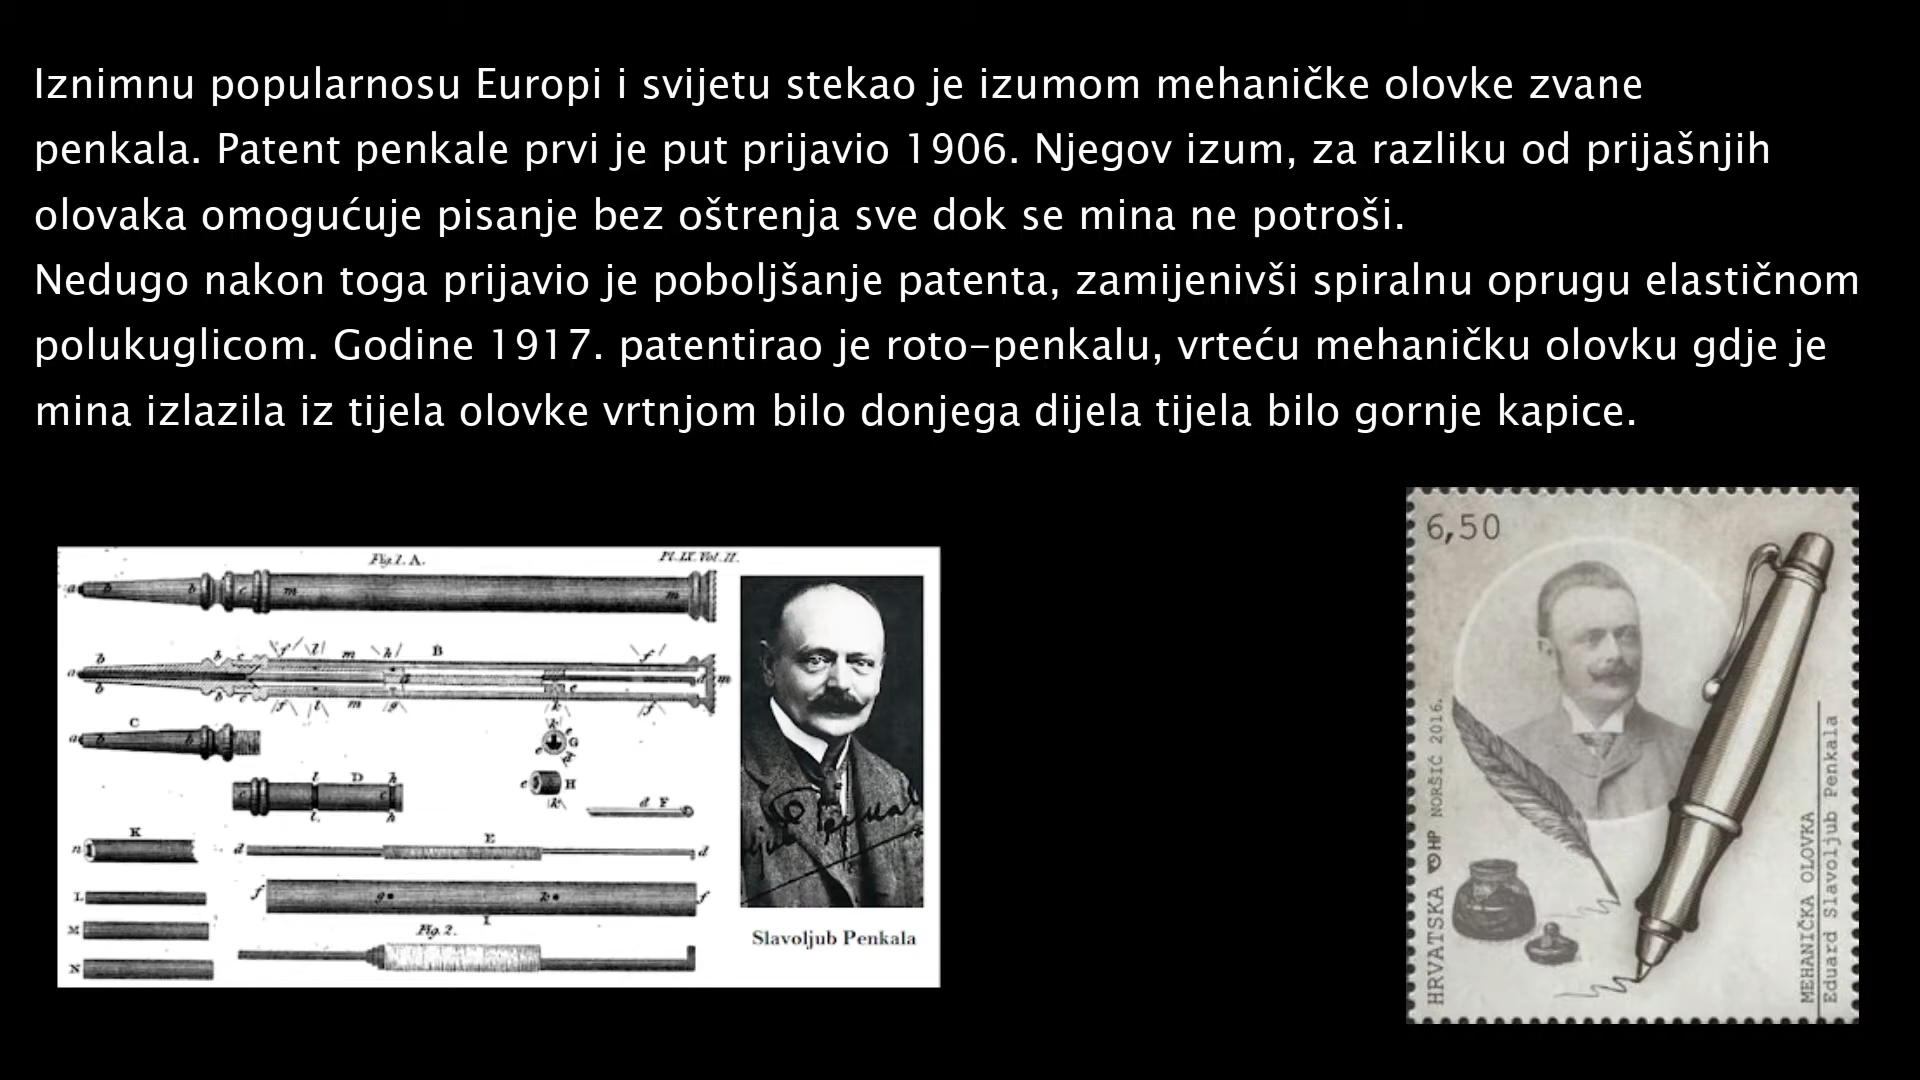 Iznimnu popularnosu Europi i svijetu stekao je izumom mehaničke olovke zvane
penkala. Patent penkale prvi je put prijavio 1906. Njegov izum, za razliku od prijašnjih
olovaka omogućuje pisanje bez oštrenja sve dok se mina ne potroši.
Nedugo nakon toga prijavio je poboljšanje patenta, zamijenivši spiralnu oprugu elastičnom
polukuglicom. Godine 1917. patentirao je roto-penkalu, vrteću mehaničku olovku gdje je
mina izlazila iz tijela olovke vrtnjom bilo donjega dijela tijela bilo gornje kapice.
Fig. 1. A.
Pl. IX. Vol. II.
B
C
D
E
F
G
H
I
K
L
M
N
Fig. 2.
Slavoljub Penkala
6,50
HRVATSKA HP NORŠIĆ 2016.
MEHANIČKA OLOVKA
Eduard Slavoljub Penkala